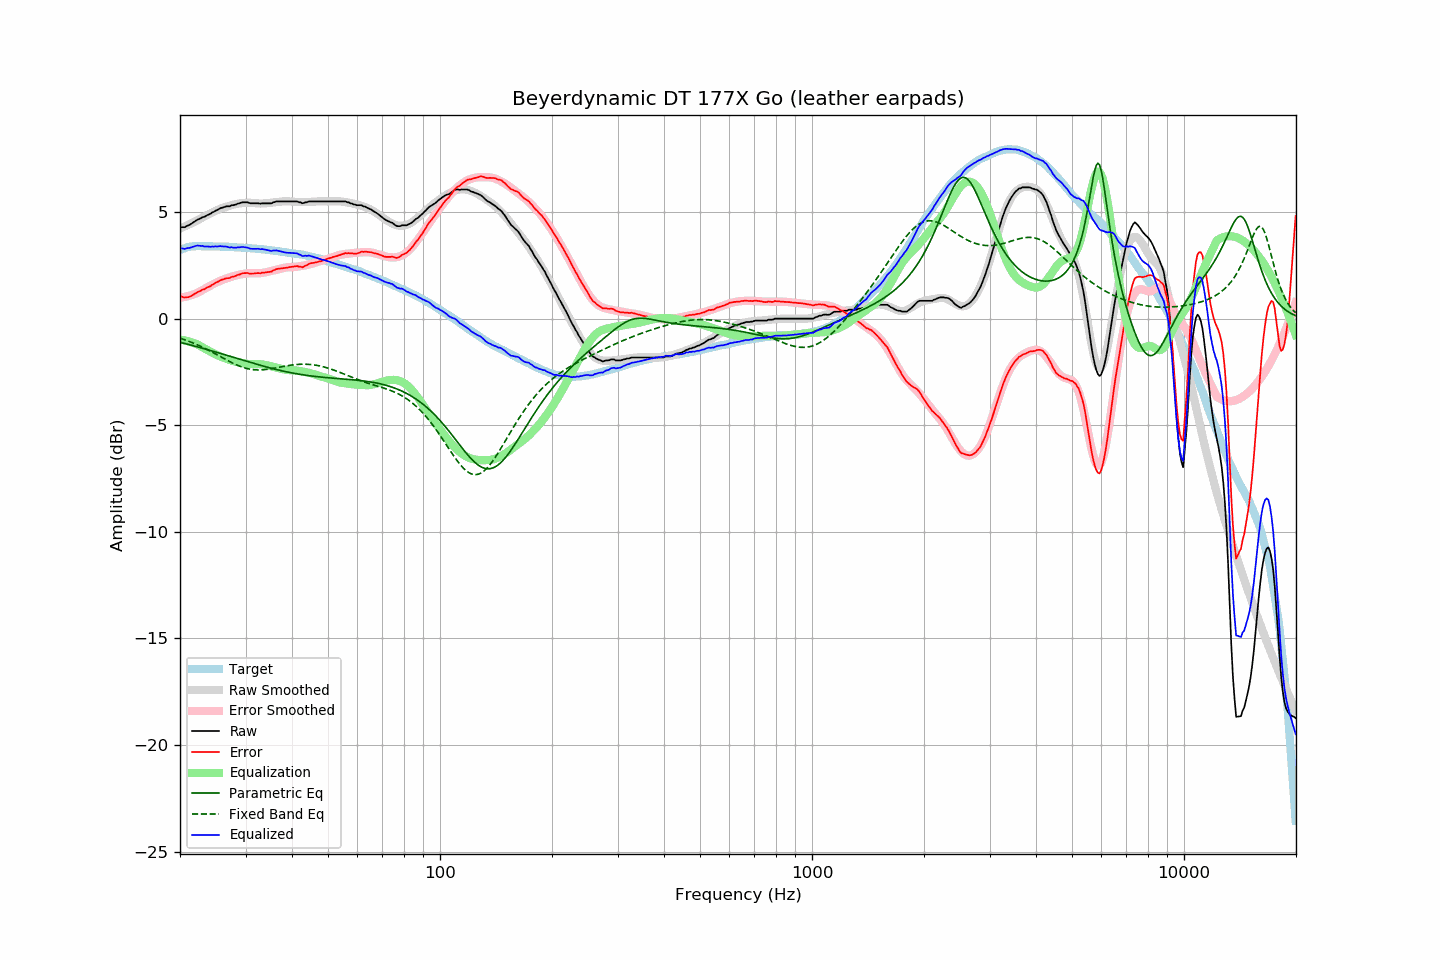 Beyerdynamic DT 177X Go (leather earpads)
Amplitude (dBr)
5
0
−5
−10
−15
−20
−25
Target
Raw Smoothed
Error Smoothed
Raw
Error
Equalization
Parametric Eq
Fixed Band Eq
Equalized
100
1000
10000
Frequency (Hz)